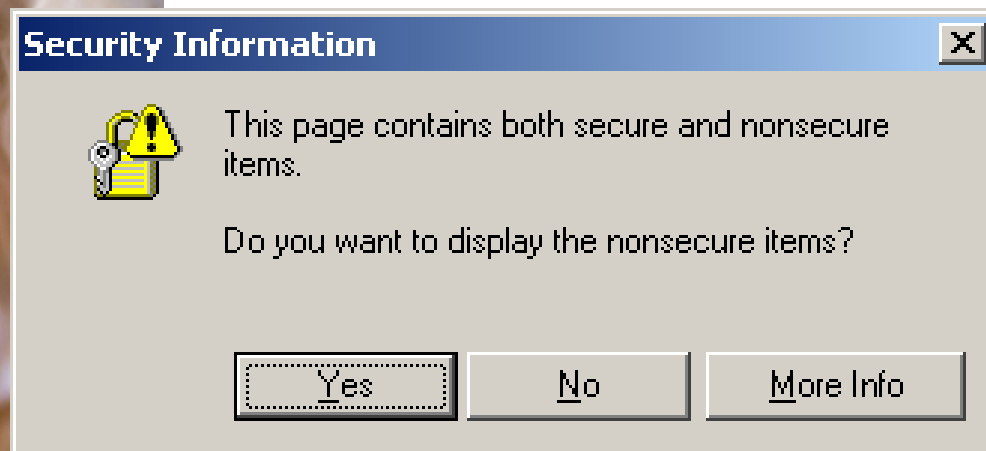 Security Information
This page contains both secure and nonsecure
items.
Do you want to display the nonsecure items?
Yes
No
More Info